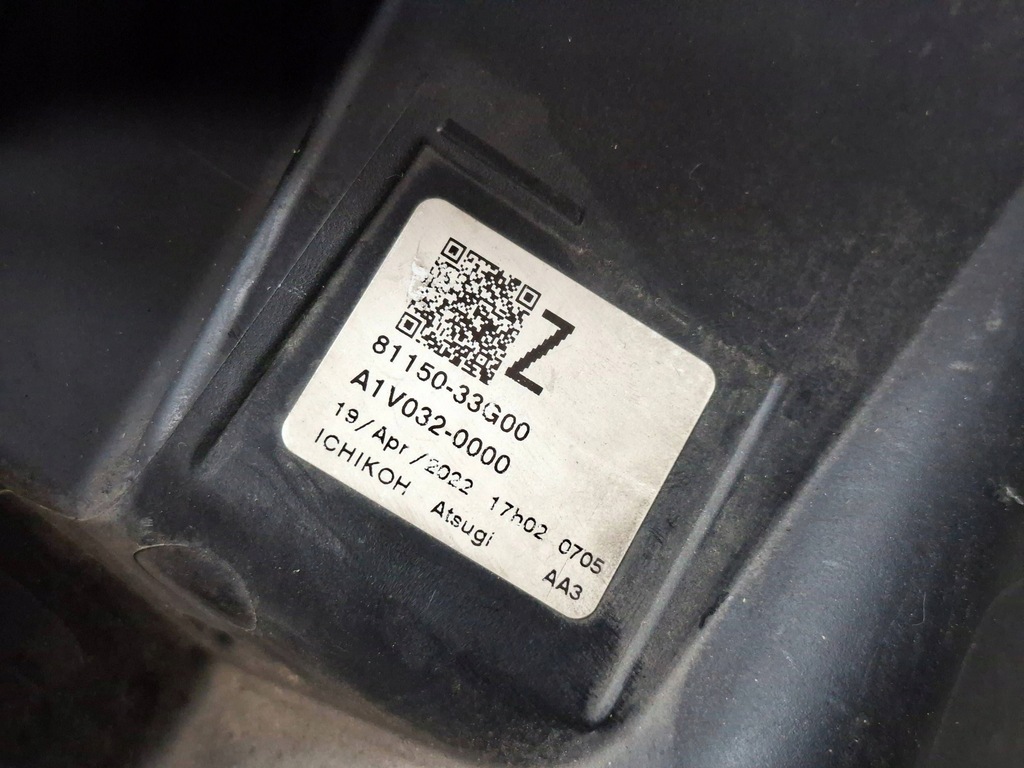 Z
81150-33G00
A1V032-0000
19/Apr/2022 17h02 0705
ICHIKOH Atsugi AA3